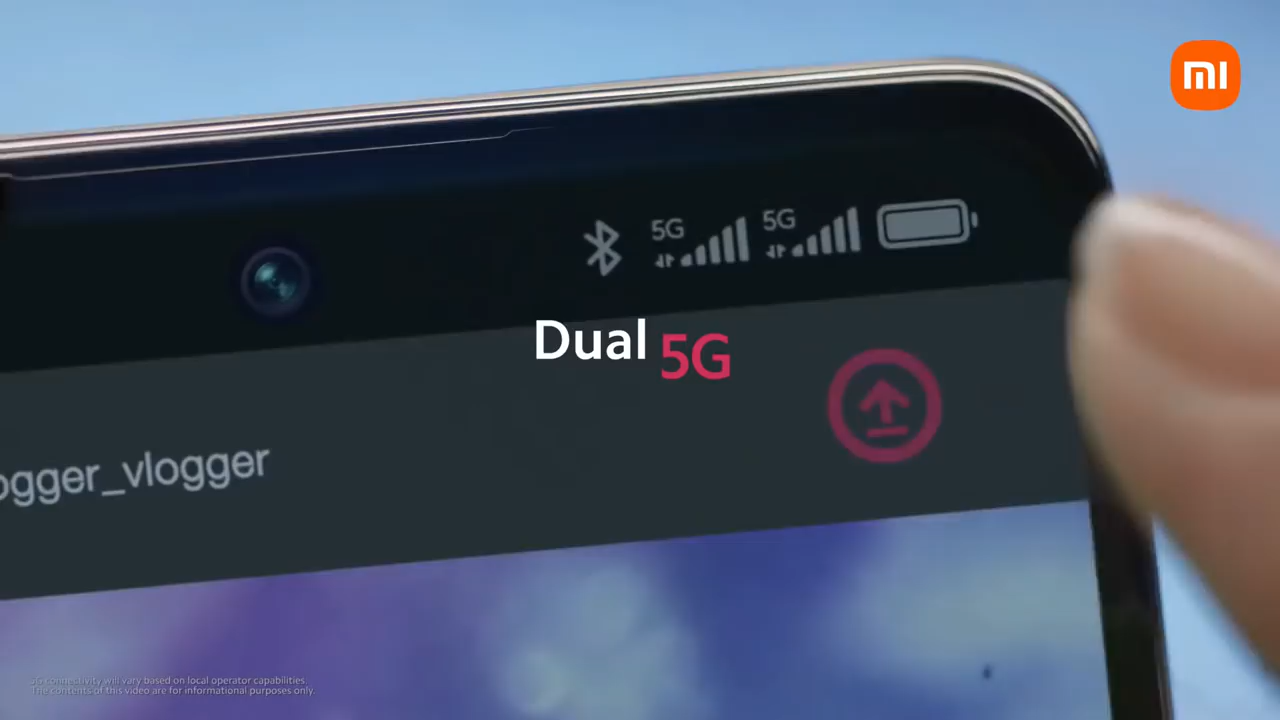 mi
5G 5G
Dual 5G
ogger_vlogger
5G connectivity will vary based on local operator capabilities.
The contents of this video are for informational purposes only.